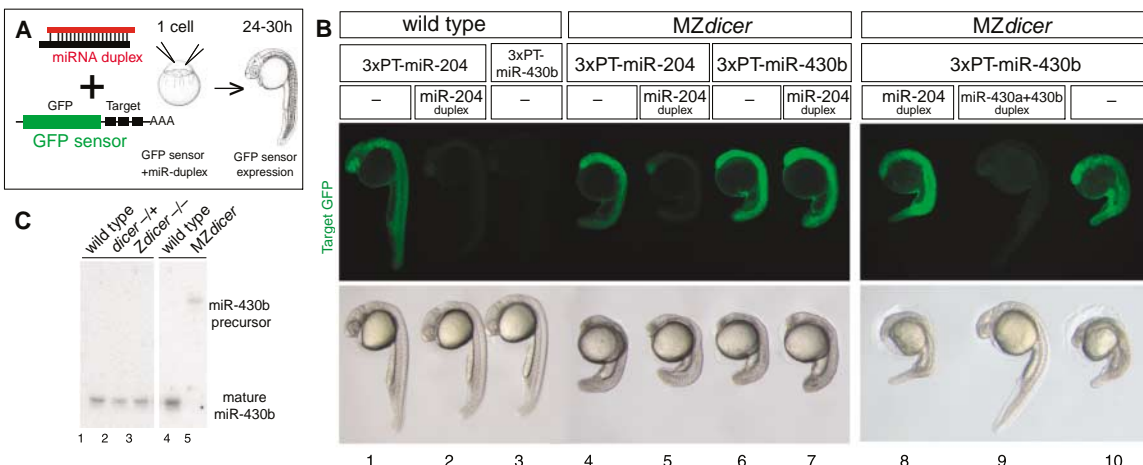 A
1 cell
24-30h
miRNA duplex
+
GFP
Target
AAA
GFP sensor
GFP sensor
+miR-duplex
GFP sensor
expression
B
wild type
MZdicer
MZdicer
3xPT-miR-204
3xPT-
miR-430b
3xPT-miR-204
3xPT-miR-430b
3xPT-miR-430b
–
miR-204
duplex
–
–
miR-204
duplex
–
miR-204
duplex
miR-204
duplex
miR-430a+430b
duplex
–
Target GFP
1 2 3 4 5 6 7 8 9 10
C
wild type
dicer –/+
Zdicer –/–
wild type
MZdicer
miR-430b
precursor
mature
miR-430b
1 2 3 4 5